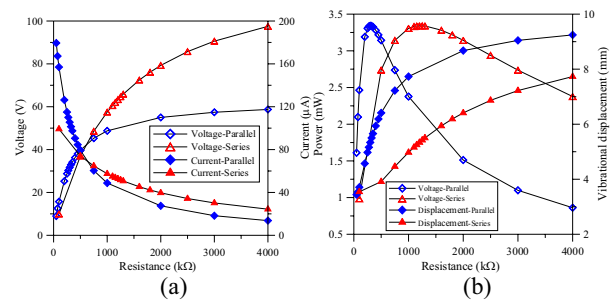 (a)
100
80
60
40
20
0
Voltage (V)
200
160
120
80
40
0
Current (μA)
Voltage-Parallel
Voltage-Series
Current-Parallel
Current-Series
0 1000 2000 3000 4000
Resistance (kΩ)
(a)
(b)
3.5
3
2.5
2
1.5
1
0.5
Power (mW)
10
8
6
4
2
Vibrational displacement (mm)
Voltage-Parallel
Voltage-Series
Displacement-Parallel
Displacement-Series
0 1000 2000 3000 4000
Resistance (kΩ)
(b)